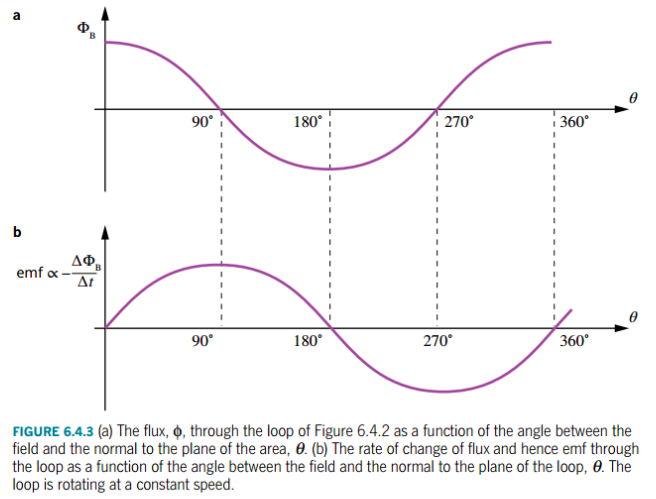 a
Φ_B
θ
90° 180° 270° 360°
b
emf ∝ − ΔΦ_B / Δt
θ
90° 180° 270° 360°
FIGURE 6.4.3 (a) The flux, ϕ, through the loop of Figure 6.4.2 as a function of the angle between the
field and the normal to the plane of the area, θ. (b) The rate of change of flux and hence emf through
the loop as a function of the angle between the field and the normal to the plane of the loop, θ. The
loop is rotating at a constant speed.